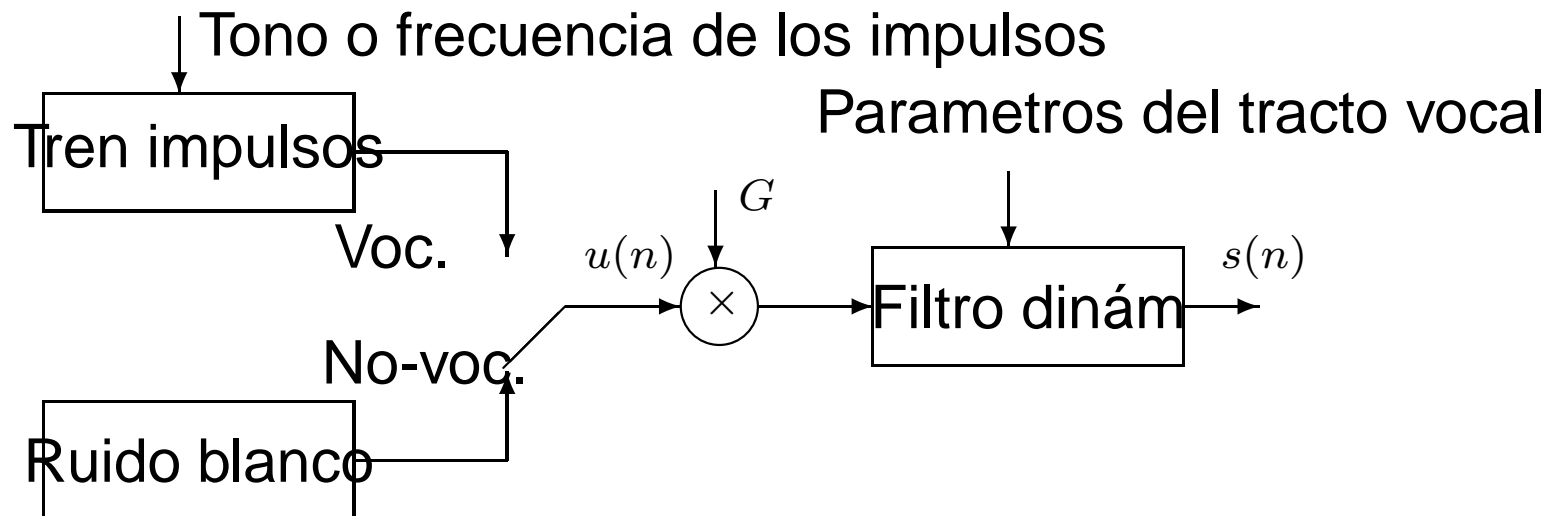 Tono o frecuencia de los impulsos
Parametros del tracto vocal
Tren impulsos
G
Voc.
u(n)
s(n)
×
Filtro dinám
No-voc.
Ruido blanco